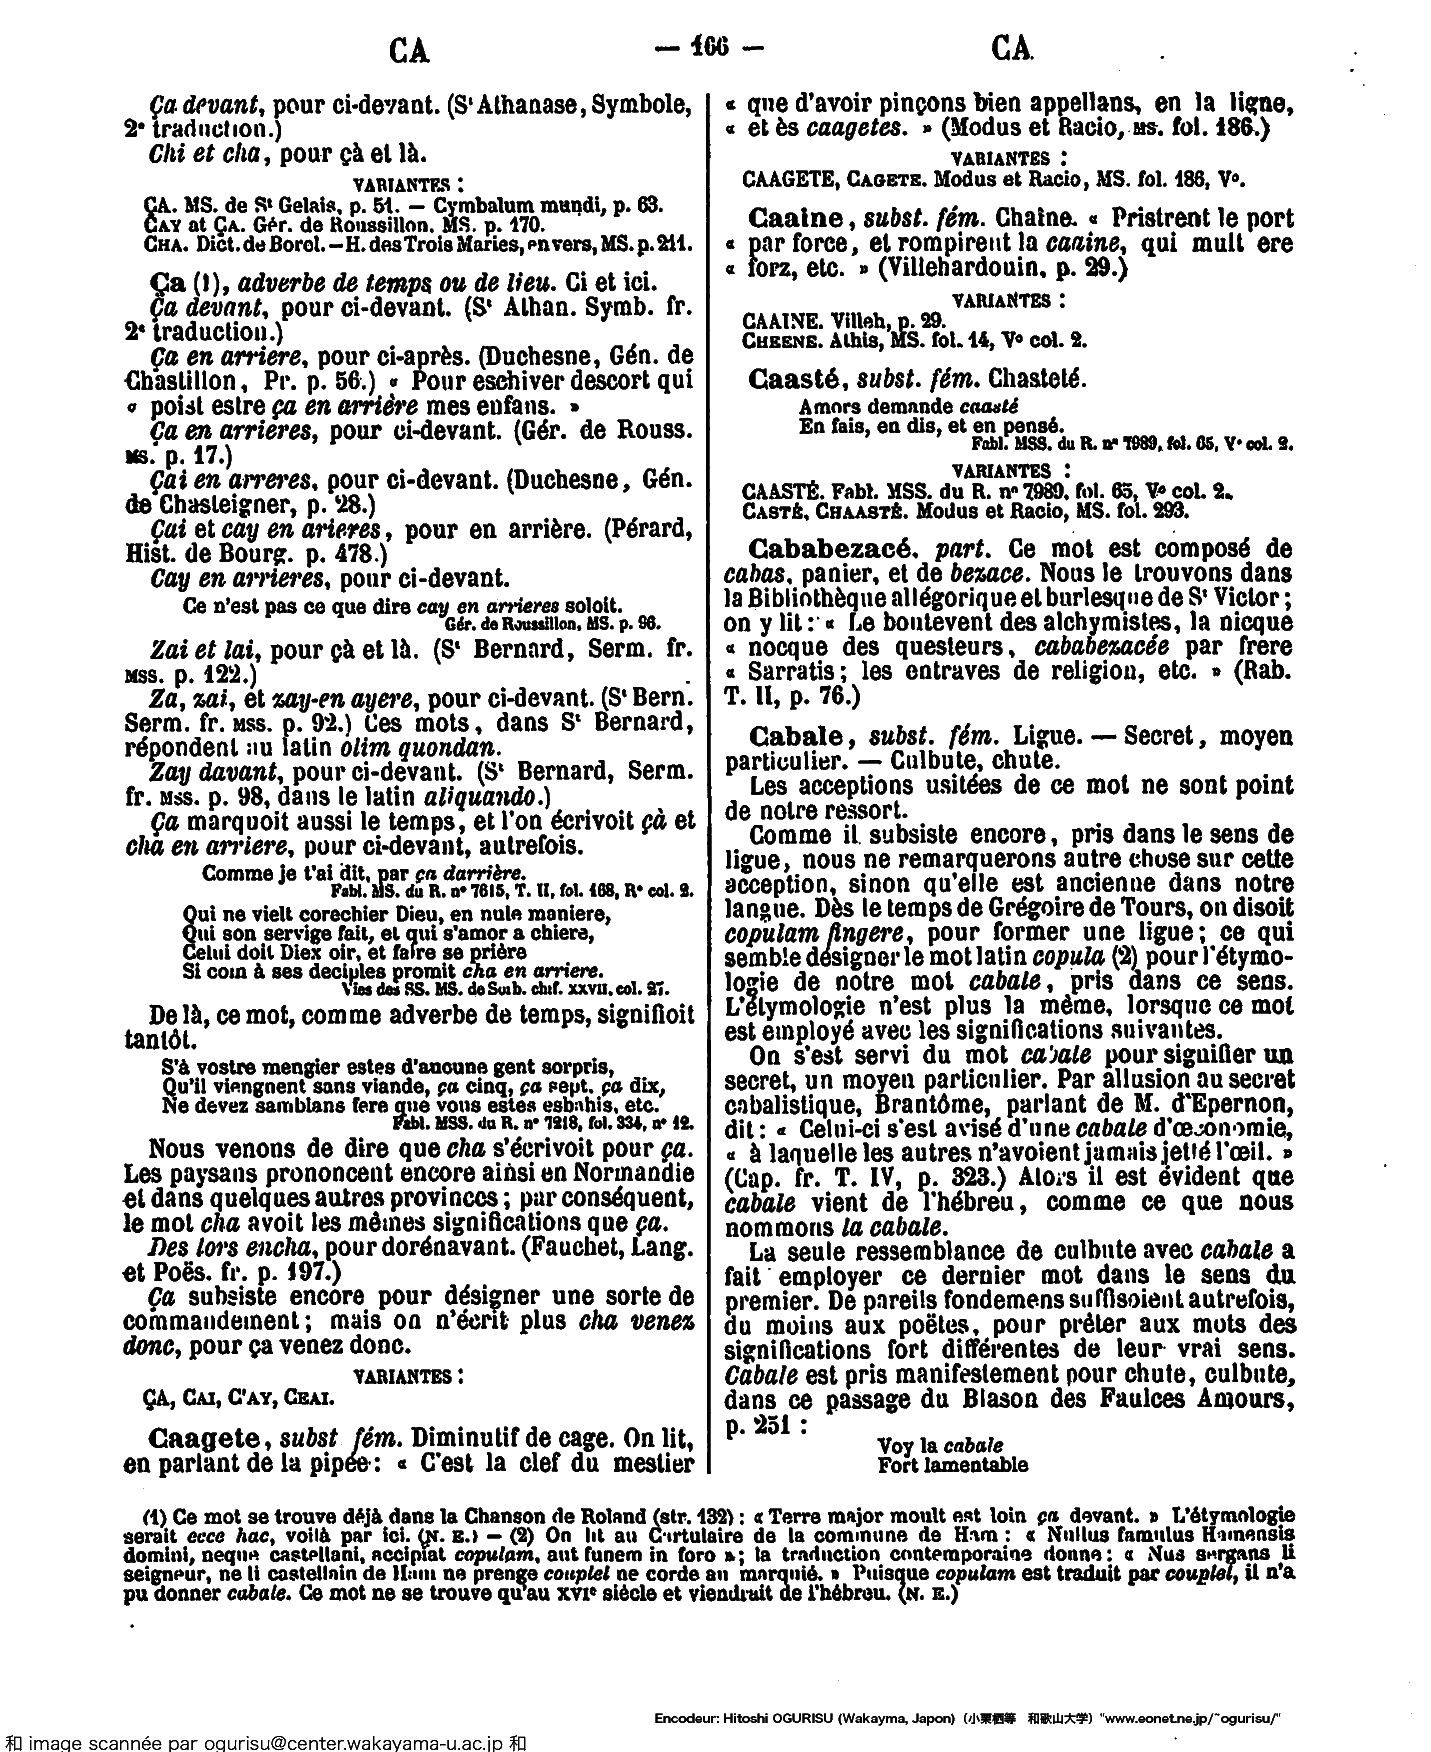 CA — 166 — CA
Ça devant, pour ci-devant. (St Athanase, Symbole,
2e traduction.)
Chi et cha, pour çà et là.
VARIANTES :
ÇA. MS. de St Gelais, p. 51. — Cymbalum mundi, p. 63.
CAY at ÇA. Gér. de Roussillon. MS. p. 170.
CHA. Dict. de Borel. — H. des Trois Maries, en vers, MS. p. 211.
Ça (1), adverbe de temps ou de lieu. Ci et ici.
Ça devant, pour ci-devant. (St Athan. Symb. fr.
2e traduction.)
Ça en arriere, pour ci-après. (Duchesne, Gén. de
Chastillon, Pr. p. 56.) « Pour eschiver descort qui
« poist estre ça en arrière mes enfans. »
Ça en arrieres, pour ci-devant. (Gér. de Rouss.
MS. p. 17.)
Çai en arreres, pour ci-devant. (Duchesne, Gén.
de Chasteigner, p. 28.)
Çai et cay en arieres, pour en arrière. (Pérard,
Hist. de Bourg. p. 478.)
Cay en arrieres, pour ci-devant.
Ce n'est pas ce que dire cay en arrieres soloit.
Gér. de Roussillon, MS. p. 96.
Zai et lai, pour çà et là. (St Bernard, Serm. fr.
MSS. p. 122.)
Za, zai, et zay-en ayere, pour ci-devant. (St Bern.
Serm. fr. MSS. p. 92.) Ces mots, dans St Bernard,
répondent au latin olim quondan.
Zay davant, pour ci-devant. (St Bernard, Serm.
fr. MSS. p. 98, dans le latin aliquando.)
Ça marquoit aussi le temps, et l'on écrivoit çà et
cha en arriere, pour ci-devant, autrefois.
Comme je t'ai dit, par ça darrière.
Fabl. MS. du R. n° 7615, T. II, fol. 168, R° col. 2.
Qui ne vielt corechier Dieu, en nule maniere,
Qui son servige fait, et qui s'amor a chiere,
Celui doit Diex oir, et faire se prière
Si com à ses deciples promit cha en arriere.
Vies des SS. MS. de Sorb. chif. XXVII, col. 27.
De là, ce mot, comme adverbe de temps, signifioit
tantôt.
S'à vostre mengier estes d'aucune gent sorpris,
Qu'il viengnent sans viande, ça cinq, ça sept, ça dix,
Ne devez samblans fere que vous estes esbahis, etc.
Fabl. MSS. du R. n° 7218, fol. 334, n° 12.
Nous venons de dire que cha s'écrivoit pour ça.
Les paysans prononcent encore ainsi en Normandie
et dans quelques autres provinces ; par conséquent,
le mot cha avoit les mêmes significations que ça.
Des lors encha, pour dorénavant. (Fauchet, Lang.
et Poës. fr. p. 197.)
Ça subsiste encore pour désigner une sorte de
commandement ; mais on n'écrit plus cha venez
donc, pour ça venez donc.
VARIANTES :
ÇA, CAI, C'AY, CEAI.
Caagete, subst fém. Diminutif de cage. On lit,
en parlant de la pipée : « C'est la clef du mestier
« que d'avoir pinçons bien appellans, en la ligne,
« et ès caagetes. » (Modus et Racio, MS. fol. 186.)
VARIANTES :
CAAGETE, CAGETE. Modus et Racio, MS. fol. 186, V°.
Caaine, subst. fém. Chaine. « Pristrent le port
« par force, et rompirent la caaine, qui mult ere
« forz, etc. » (Villehardouin, p. 29.)
VARIANTES :
CAAINE. Villeh, p. 29.
CHEENE. Athis, MS. fol. 14, V° col. 2.
Caasté, subst. fém. Chasteté.
Amors demande caasté
En fais, en dis, et en pensé.
Fabl. MSS. du R. n° 7989, fol. 65, V° col. 2.
VARIANTES :
CAASTÉ. Fabl. MSS. du R. n° 7989, fol. 65, V° col. 2.
CASTÉ, CHAASTÉ. Modus et Racio, MS. fol. 293.
Cababezacé, part. Ce mot est composé de
cabas, panier, et de bezace. Nous le trouvons dans
la Bibliothèque allégorique et burlesque de St Victor ;
on y lit : « Le boutevent des alchymistes, la nicque
« nocque des questeurs, cababezacée par frere
« Sarratis ; les entraves de religion, etc. » (Rab.
T. II, p. 76.)
Cabale, subst. fém. Ligue. — Secret, moyen
particulier. — Culbute, chute.
Les acceptions usitées de ce mot ne sont point
de notre ressort.
Comme il subsiste encore, pris dans le sens de
ligue, nous ne remarquerons autre chose sur cette
acception, sinon qu'elle est ancienne dans notre
langue. Dès le temps de Grégoire de Tours, on disoit
copulam fingere, pour former une ligue ; ce qui
semble désigner le mot latin copula (2) pour l'étymo-
logie de notre mot cabale, pris dans ce sens.
L'étymologie n'est plus la même, lorsque ce mot
est employé avec les significations suivantes.
On s'est servi du mot cabale pour signifier un
secret, un moyen particulier. Par allusion au secret
cabalistique, Brantôme, parlant de M. d'Epernon,
dit : « Celui-ci s'est avisé d'une cabale d'œconomie,
« à laquelle les autres n'avoient jamais jetté l'œil. »
(Cap. fr. T. IV, p. 323.) Alors il est évident que
cabale vient de l'hébreu, comme ce que nous
nommons la cabale.
La seule ressemblance de culbute avec cabale a
fait employer ce dernier mot dans le sens du
premier. De pareils fondemens suffisoient autrefois,
du moins aux poëtes, pour prêter aux mots des
significations fort différentes de leur vrai sens.
Cabale est pris manifestement pour chute, culbute,
dans ce passage du Blason des Faulces Amours,
p. 251 :
Voy la cabale
Fort lamentable
(1) Ce mot se trouve déjà dans la Chanson de Roland (str. 132) : « Terre major moult est loin ça devant. » L'étymologie
serait ecce hac, voilà par ici. (N. E.) — (2) On lit au Cartulaire de la commune de Ham : « Nullus famulus Hamensis
domini, neque castellani, accipiat copulam, aut funem in foro » ; la traduction contemporaine donne : « Nus sergans li
seigneur, ne li castellain de Ham ne prenge couplel ne corde au marquié. » Puisque copulam est traduit par couplel, il n'a
pu donner cabale. Ce mot ne se trouve qu'au XVIe siècle et viendrait de l'hébreu. (N. E.)
Encodeur: Hitoshi OGURISU (Wakayma, Japon) (小栗栖等 和歌山大学) "www.eonet.ne.jp/~ogurisu/"
和 image scannée par ogurisu@center.wakayama-u.ac.jp 和